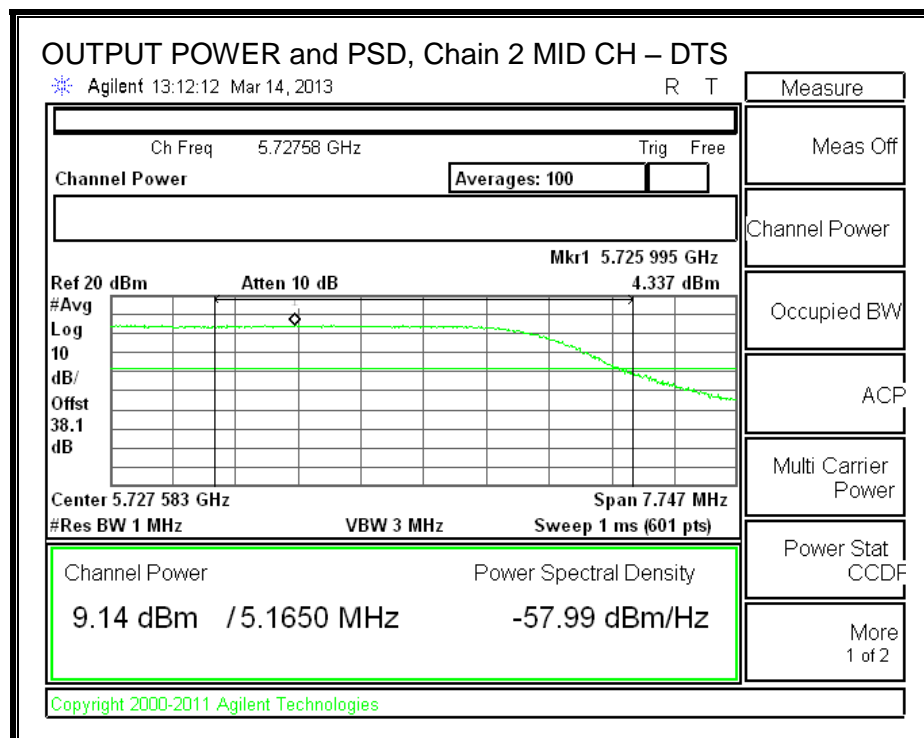 OUTPUT POWER and PSD, Chain 2 MID CH – DTS
Agilent 13:12:12 Mar 14, 2013 R T
Measure
Ch Freq 5.72758 GHz Trig Free
Meas Off
Channel Power Averages: 100
Channel Power
Mkr1 5.725 995 GHz
Ref 20 dBm Atten 10 dB 4.337 dBm
#Avg
Log
10
dB/
Offst
38.1
dB
1
Occupied BW
ACP
Center 5.727 583 GHz Span 7.747 MHz
#Res BW 1 MHz VBW 3 MHz Sweep 1 ms (601 pts)
Multi Carrier
Power
Channel Power Power Spectral Density
9.14 dBm / 5.1650 MHz -57.99 dBm/Hz
Power Stat
CCDF
More
1 of 2
Copyright 2000-2011 Agilent Technologies